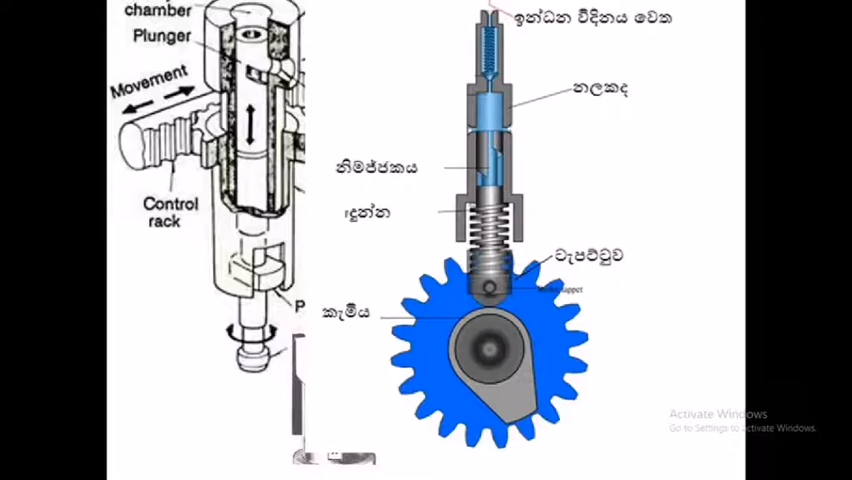 chamber
Plunger
Movement
Control
rack
P
ඉන්ධන විදිනය වෙත
නලකද
නිමජ්ජකය
දුන්න
ටැපට්ටුව
කැමිය
Activate Windows
Go to Settings to activate Windows.